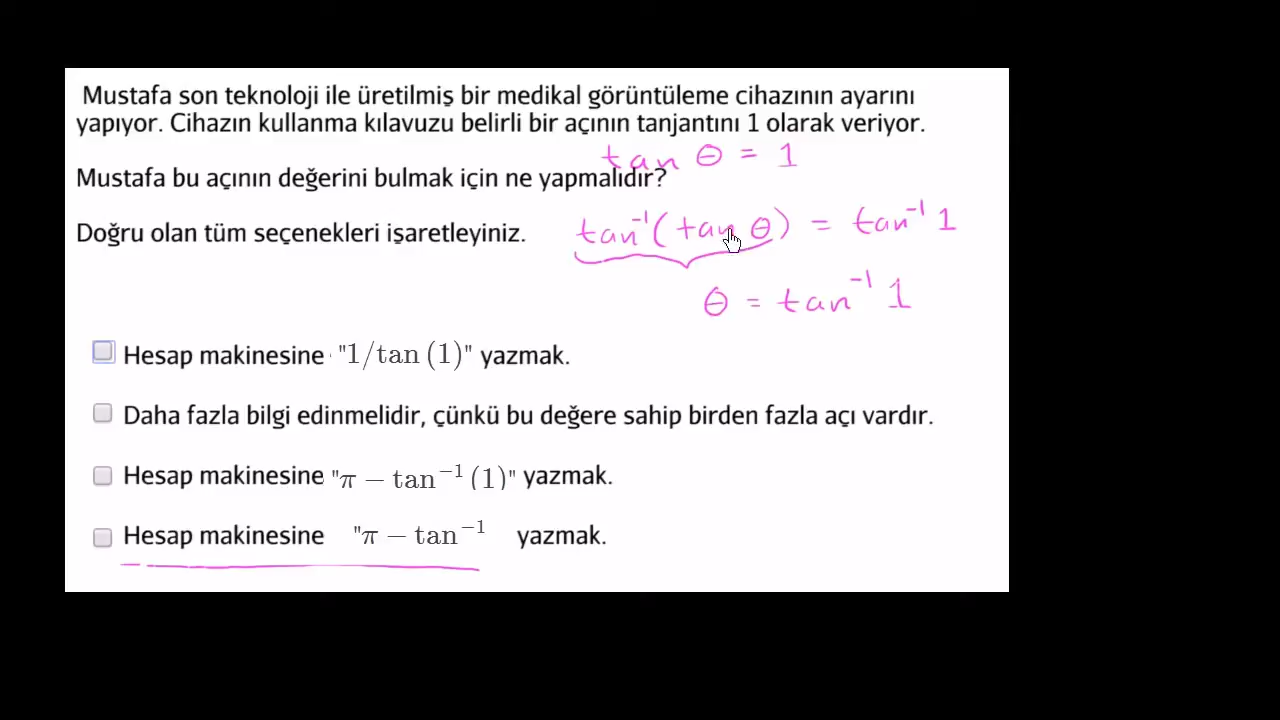 Mustafa son teknoloji ile üretilmiş bir medikal görüntüleme cihazının ayarını
yapıyor. Cihazın kullanma kılavuzu belirli bir açının tanjantını 1 olarak veriyor.
tan θ = 1
Mustafa bu açının değerini bulmak için ne yapmalıdır?
Doğru olan tüm seçenekleri işaretleyiniz.
tan⁻¹(tan θ) = tan⁻¹ 1
θ = tan⁻¹ 1
Hesap makinesine "1/tan (1)" yazmak.
Daha fazla bilgi edinmelidir, çünkü bu değere sahip birden fazla açı vardır.
Hesap makinesine "π − tan⁻¹ (1)" yazmak.
Hesap makinesine "π − tan⁻¹ yazmak.